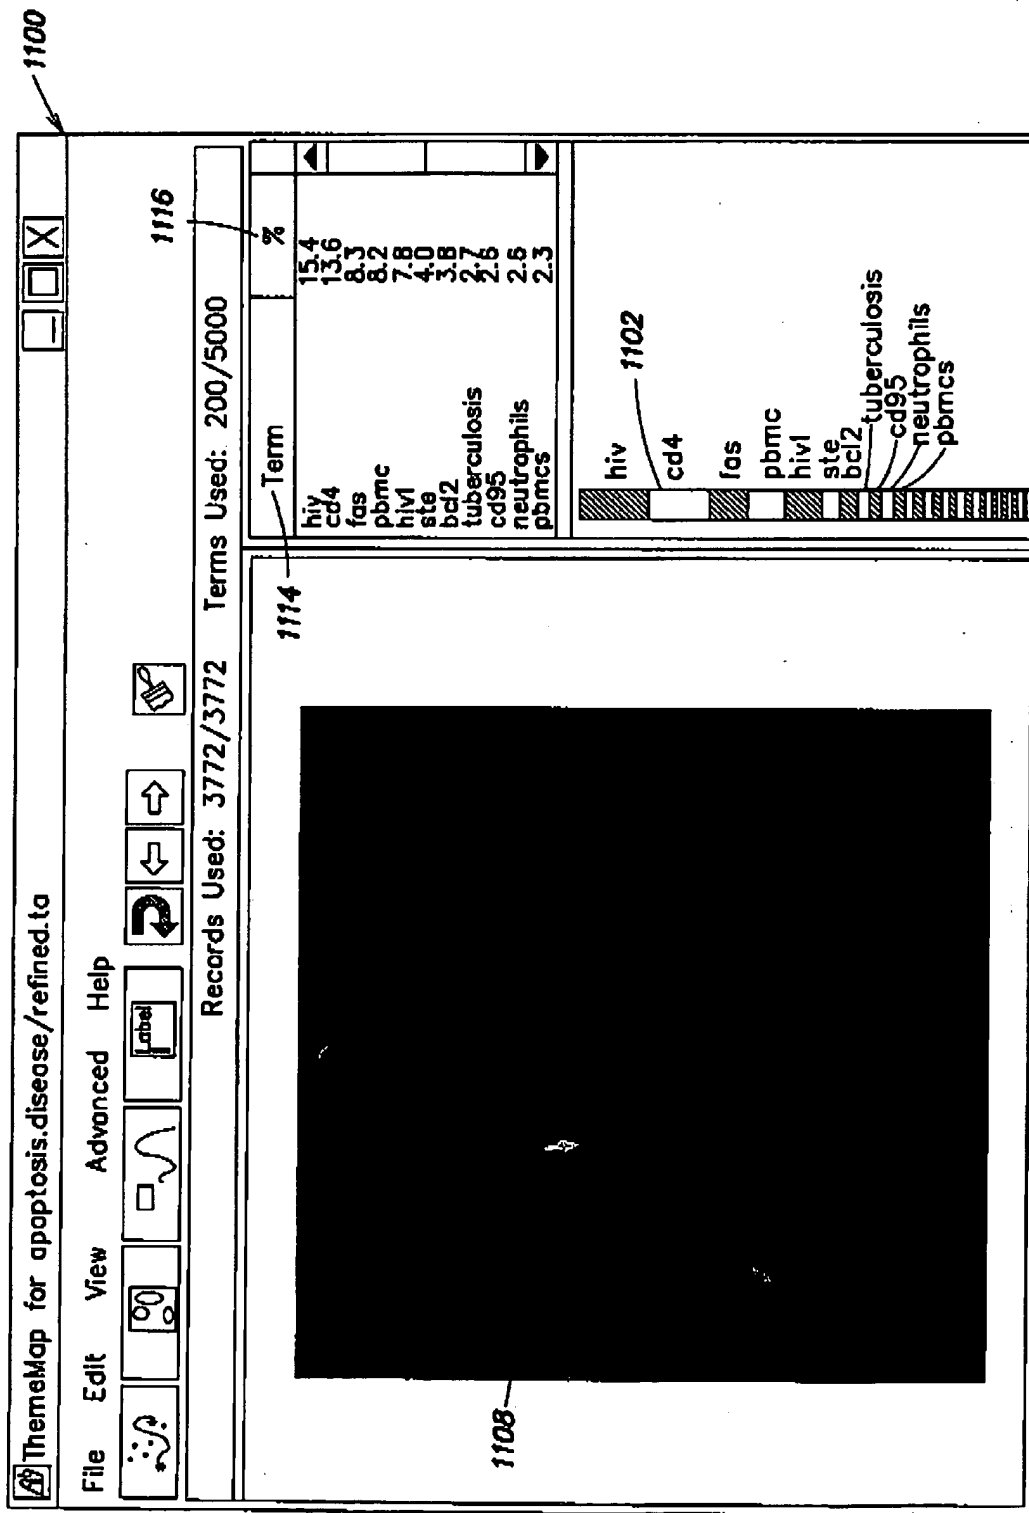 1100
ThemeMap for apoptosis.disease/refined.ta
File Edit View Advanced Help
Label
Records Used: 3772/3772 Terms Used: 200/5000
1114
1116
Term %
hiv 15.4
cd4 13.6
fas 8.3
pbmc 8.2
hiv1 7.8
ste 4.0
bcl2 3.8
tuberculosis 2.7
cd95 2.6
neutrophils 2.6
pbmcs 2.3
1108
1102
hiv
cd4
fas
pbmc
hiv1
ste
bcl2
tuberculosis
cd95
neutrophils
pbmcs